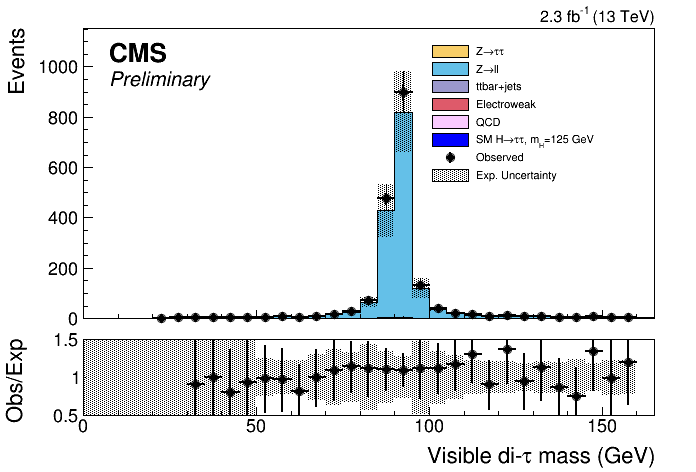 2.3 fb⁻¹ (13 TeV)
CMS
Preliminary
Events
1000
800
600
400
200
0
Z→ττ
Z→ll
ttbar+jets
Electroweak
QCD
SM H→ττ, m_H=125 GeV
Observed
Exp. Uncertainty
Obs/Exp
1.5
1
0.5
0 50 100 150
Visible di-τ mass (GeV)